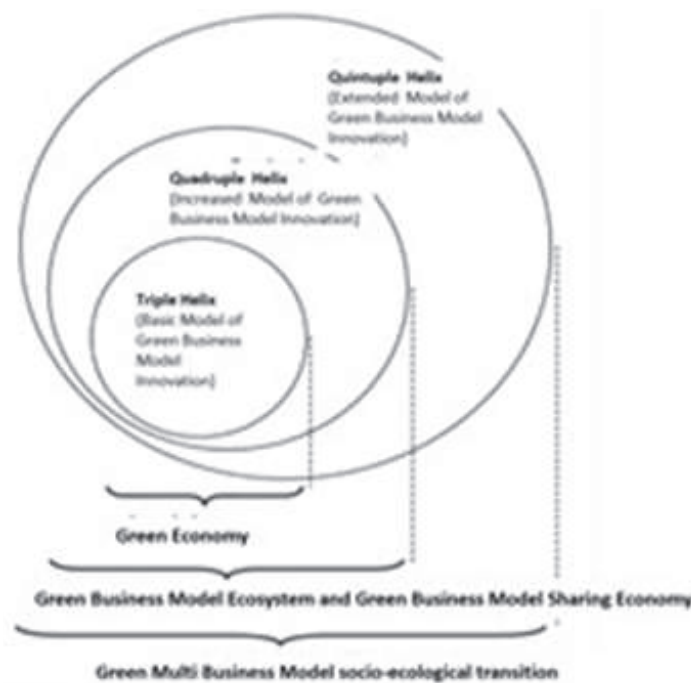 Quintuple Helix
(Extended Model of
Green Business Model
Innovation)
Quadruple Helix
(Increased Model of Green
Business Model Innovation)
Triple Helix
(Basic Model of
Green Business
Model
Innovation)
Green Economy
Green Business Model Ecosystem and Green Business Model Sharing Economy
Green Multi Business Model socio-ecological transition